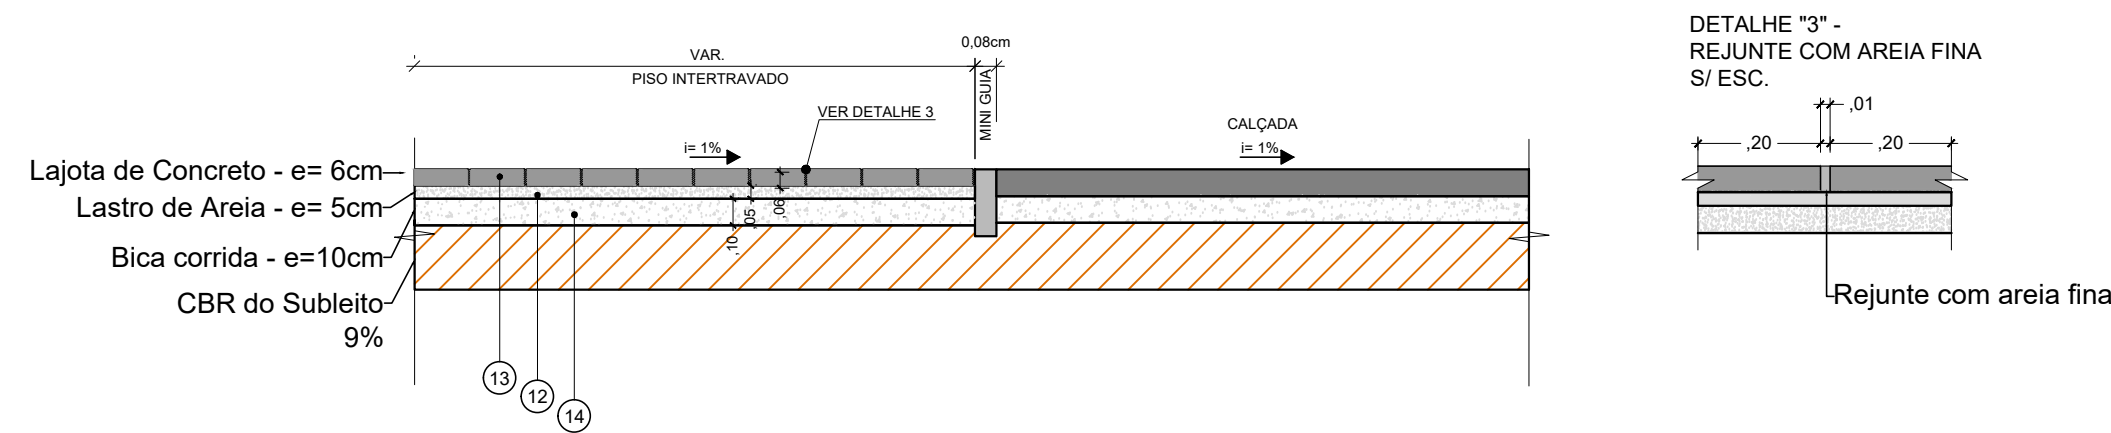 DETALHE "3" -
REJUNTE COM AREIA FINA
S/ ESC.
0,08cm
VAR.
PISO INTERTRAVADO
MINI GUIA
VER DETALHE 3
CALÇADA
i= 1%
i= 1%
,01
,20
,20
Lajota de Concreto - e= 6cm
Lastro de Areia - e= 5cm
,06
,05
,10
Bica corrida - e=10cm
CBR do Subleito
9%
Rejunte com areia fina
13
12
14